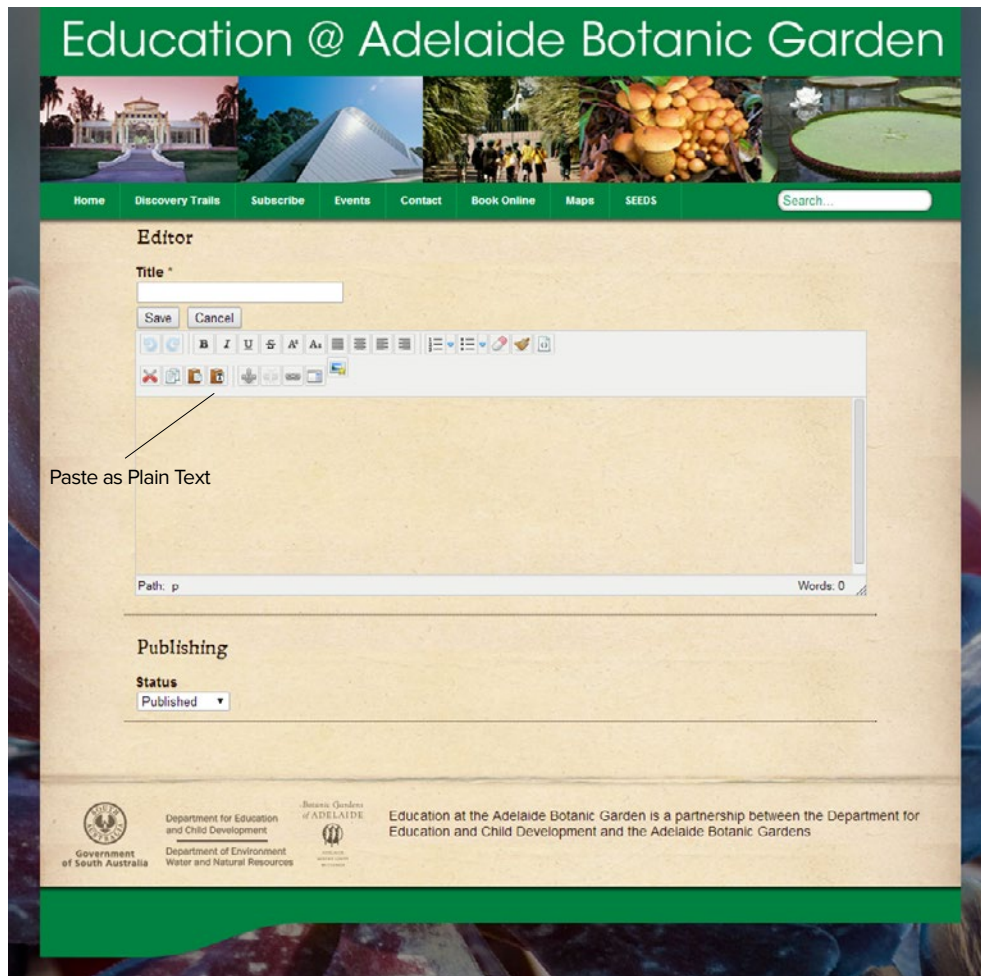 Education @ Adelaide Botanic Garden
Home Discovery Trails Subscribe Events Contact Book Online Maps SEEDS Search...
Editor
Title *
Save Cancel
Paste as Plain Text
Path: p Words: 0
Publishing
Status
Published
SOUTH AUSTRALIA
Government
of South Australia
Department for Education
and Child Development
Department of Environment
Water and Natural Resources
Botanic Gardens
of ADELAIDE
Education at the Adelaide Botanic Garden is a partnership between the Department for
Education and Child Development and the Adelaide Botanic Gardens